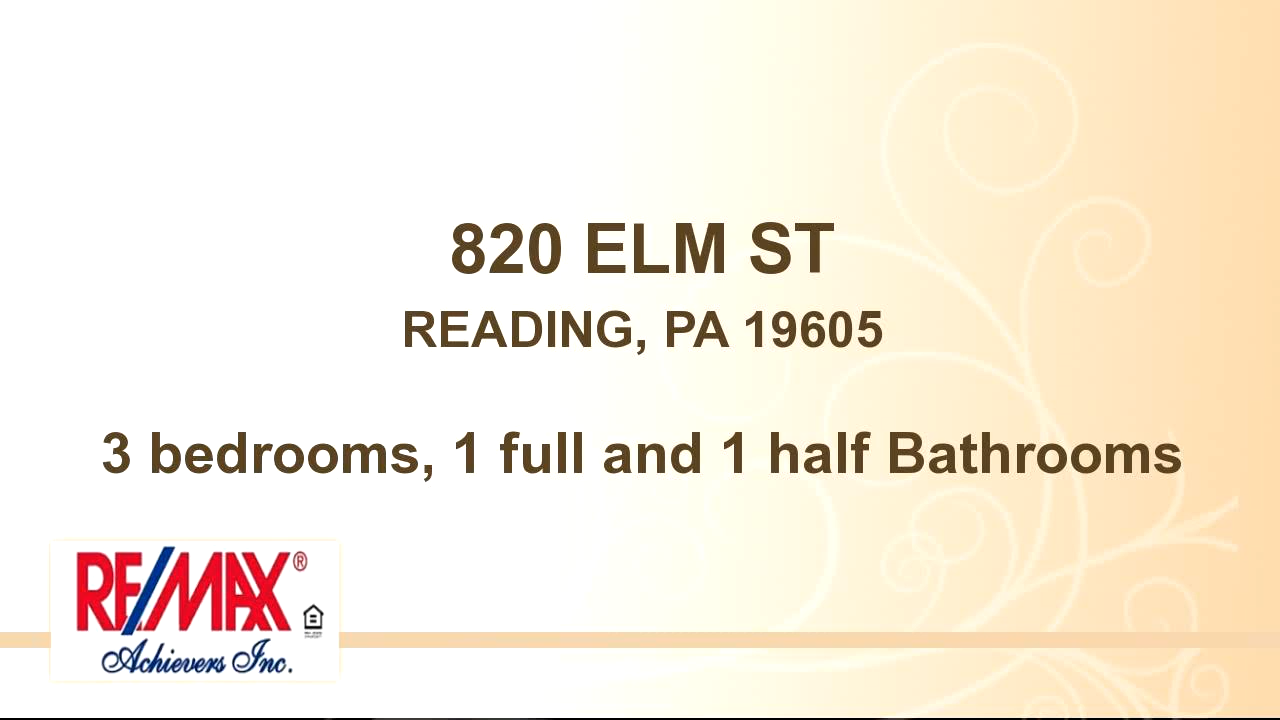 820 ELM ST
READING, PA 19605
3 bedrooms, 1 full and 1 half Bathrooms
RE/MAX®
Achievers Inc.